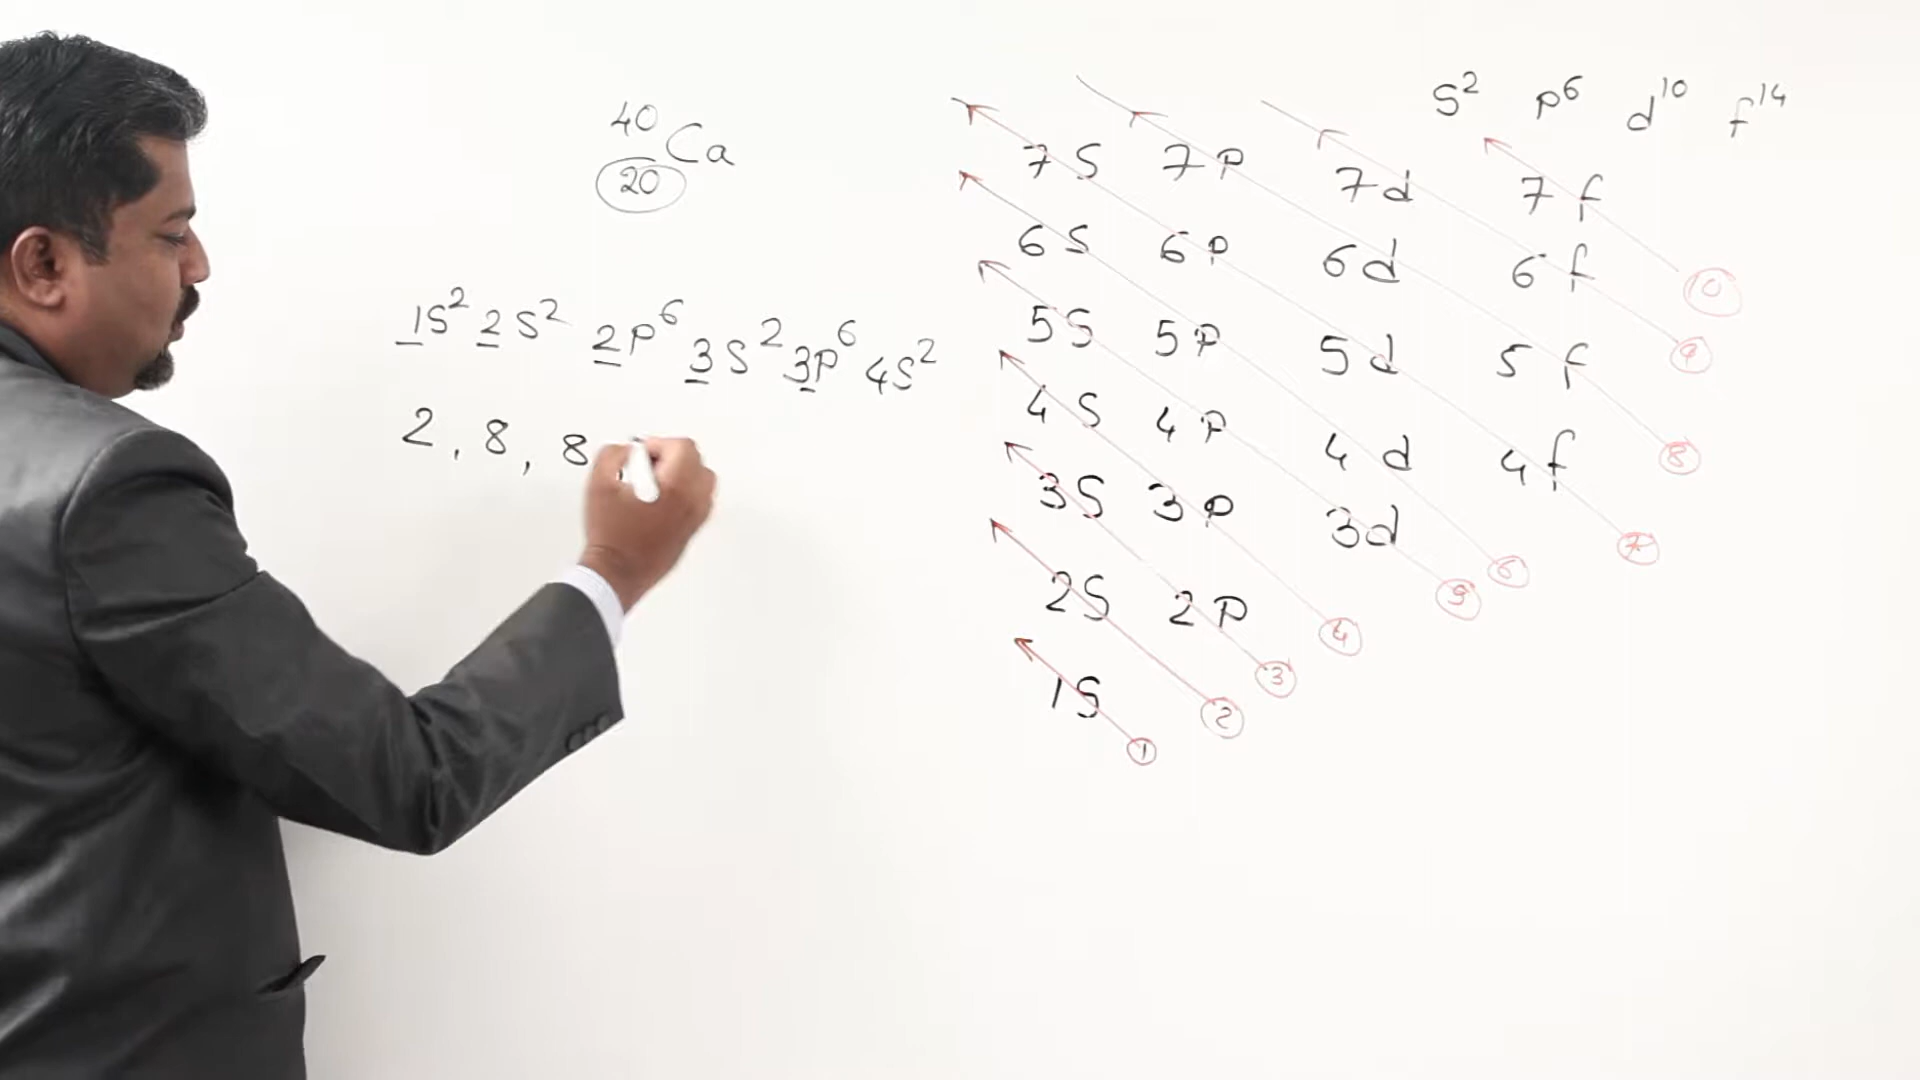 40
20 Ca
1S² 2S² 2P⁶ 3S² 3P⁶ 4S²
2, 8, 8
S² P⁶ d¹⁰ f¹⁴
7S 7P 7d 7f
6S 6P 6d 6f
5S 5P 5d 5f
4S 4P 4d 4f
3S 3P 3d
2S 2P
1S
1 2 3 4 5 6 7 8 9 10